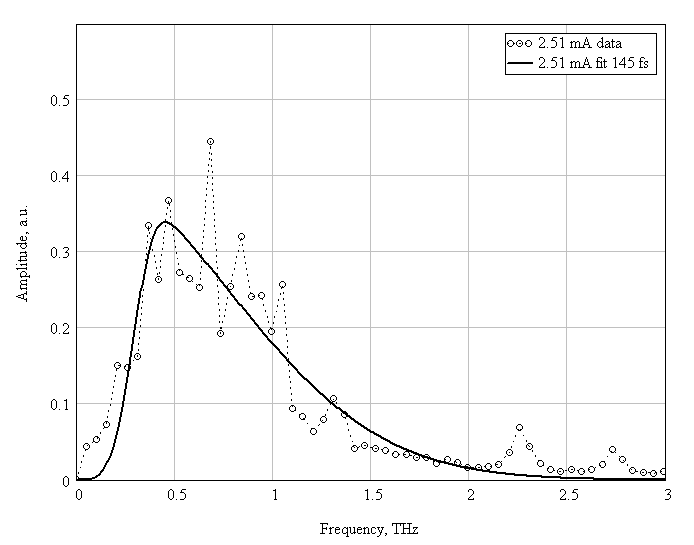 2.51 mA data
2.51 mA fit 145 fs
0.5
0.4
0.3
0.2
0.1
0
Amplitude, a.u.
0 0.5 1 1.5 2 2.5 3
Frequency, THz